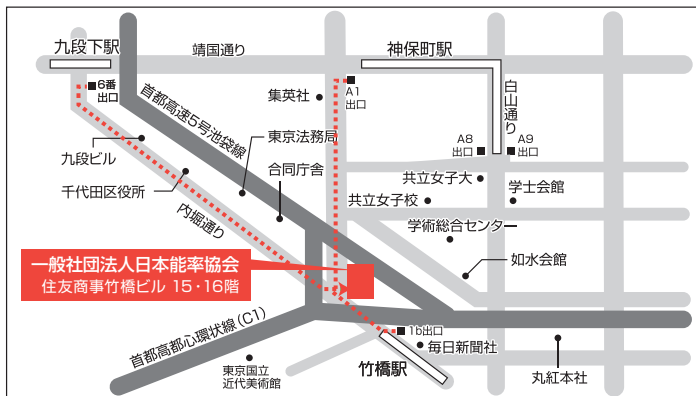 九段下駅
靖国通り
神保町駅
6番
出口
A1
出口
集英社
白山通り
首都高速5号池袋線
東京法務局
A8
出口
A9
出口
九段ビル
合同庁舎
千代田区役所
共立女子大
学士会館
共立女子校
内堀通り
学術総合センター
一般社団法人日本能率協会
住友商事竹橋ビル 15・16階
如水会館
首都高都心環状線(C1)
16出口
毎日新聞社
竹橋駅
東京国立
近代美術館
丸紅本社